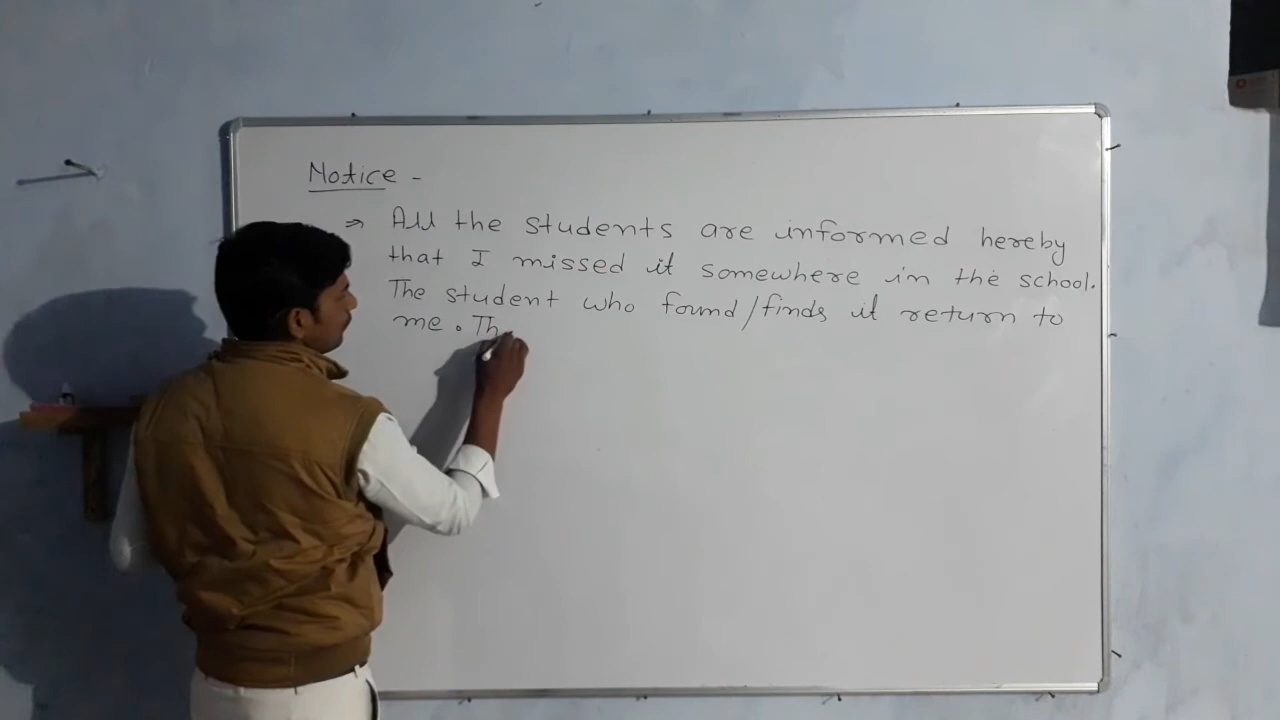 Notice -
⇒ All the students are informed hereby
that I missed it somewhere in the school.
The student who found/finds it return to
me. Th